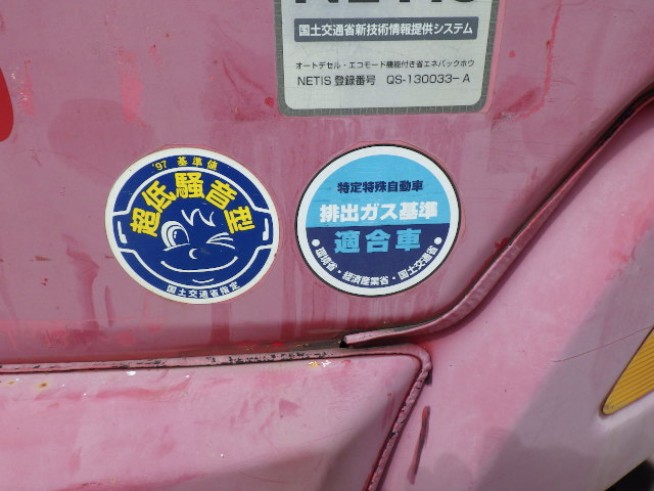 NETIS
国土交通省新技術情報提供システム
オートデセル・エコモード機能付き省エネバックホウ
NETIS 登録番号 QS-130033-A
'97 基準値
超低騒音型
国土交通省指定
特定特殊自動車
排出ガス基準
適合車
● 環境省・経済産業省・国土交通省 ●